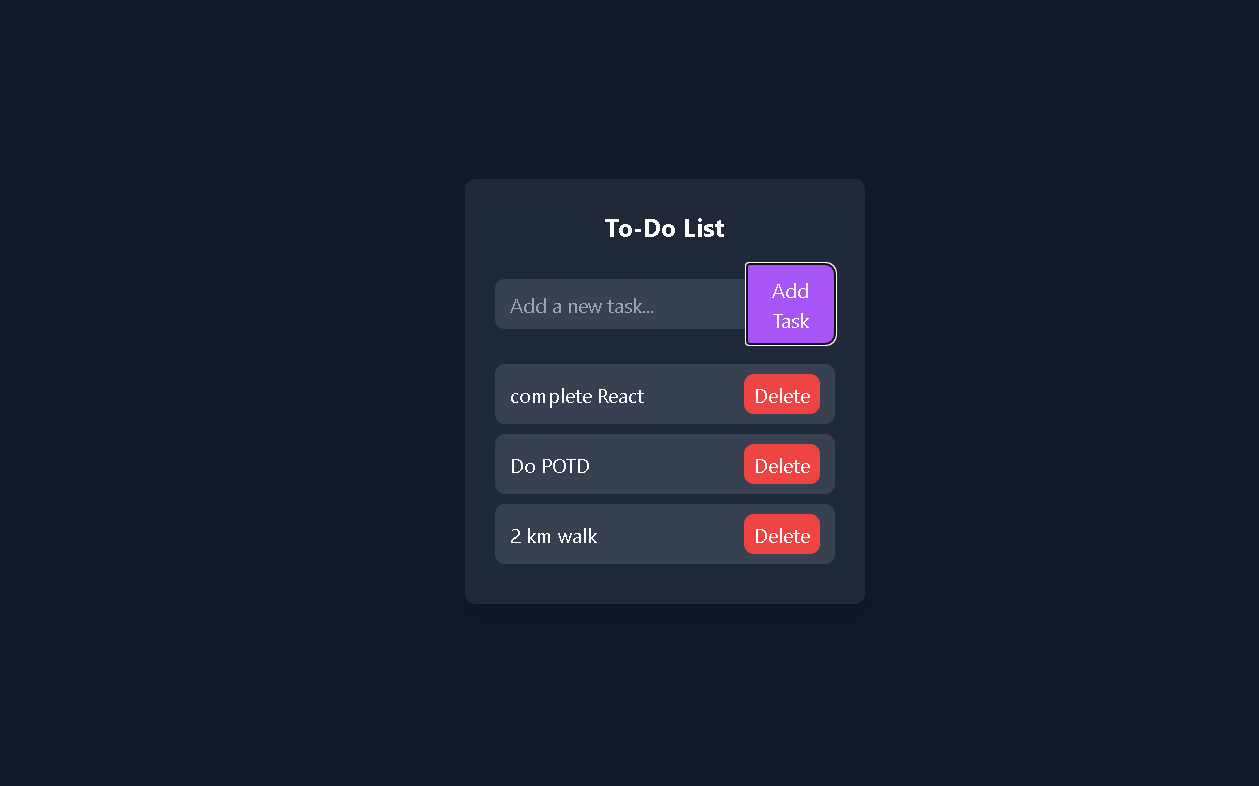 To-Do List
Add a new task...
Add
Task
complete React
Delete
Do POTD
Delete
2 km walk
Delete